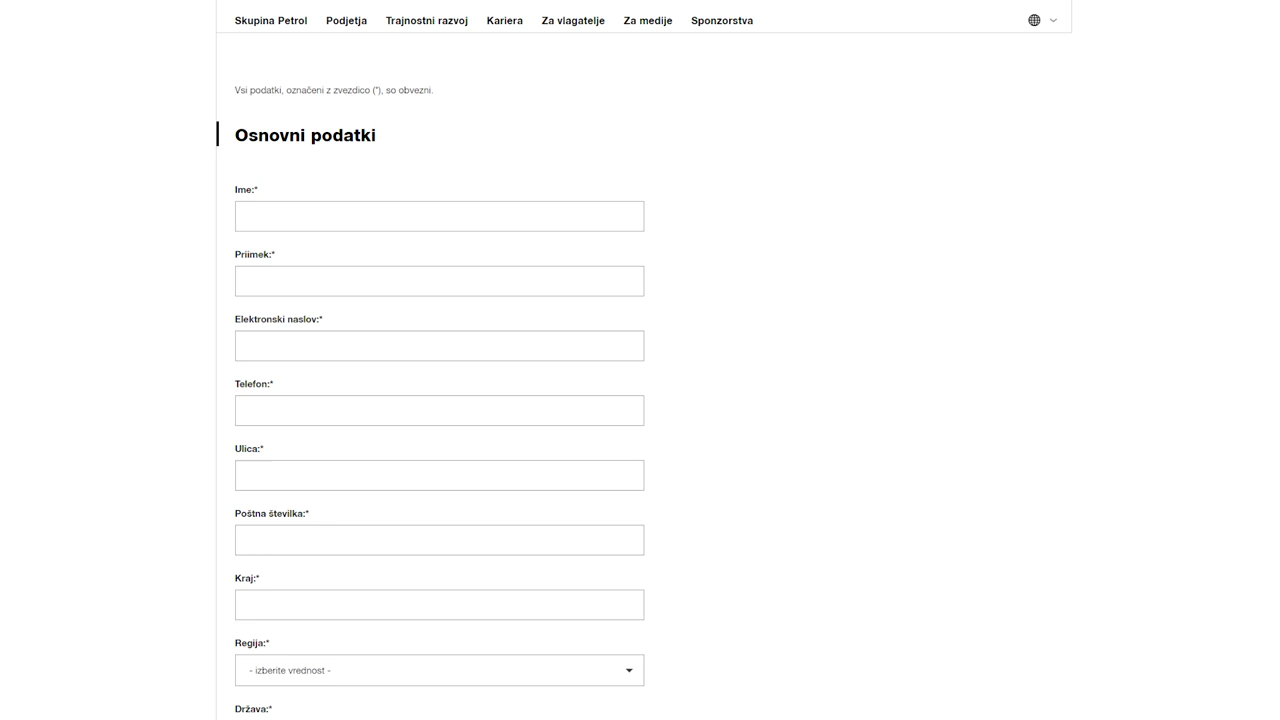 Skupina Petrol Podjetja Trajnostni razvoj Kariera Za vlagatelje Za medije Sponzorstva
Vsi podatki, označeni z zvezdico (*), so obvezni.
Osnovni podatki
Ime:*
Priimek:*
Elektronski naslov:*
Telefon:*
Ulica:*
Poštna številka:*
Kraj:*
Regija:*
- izberite vrednost -
Država:*